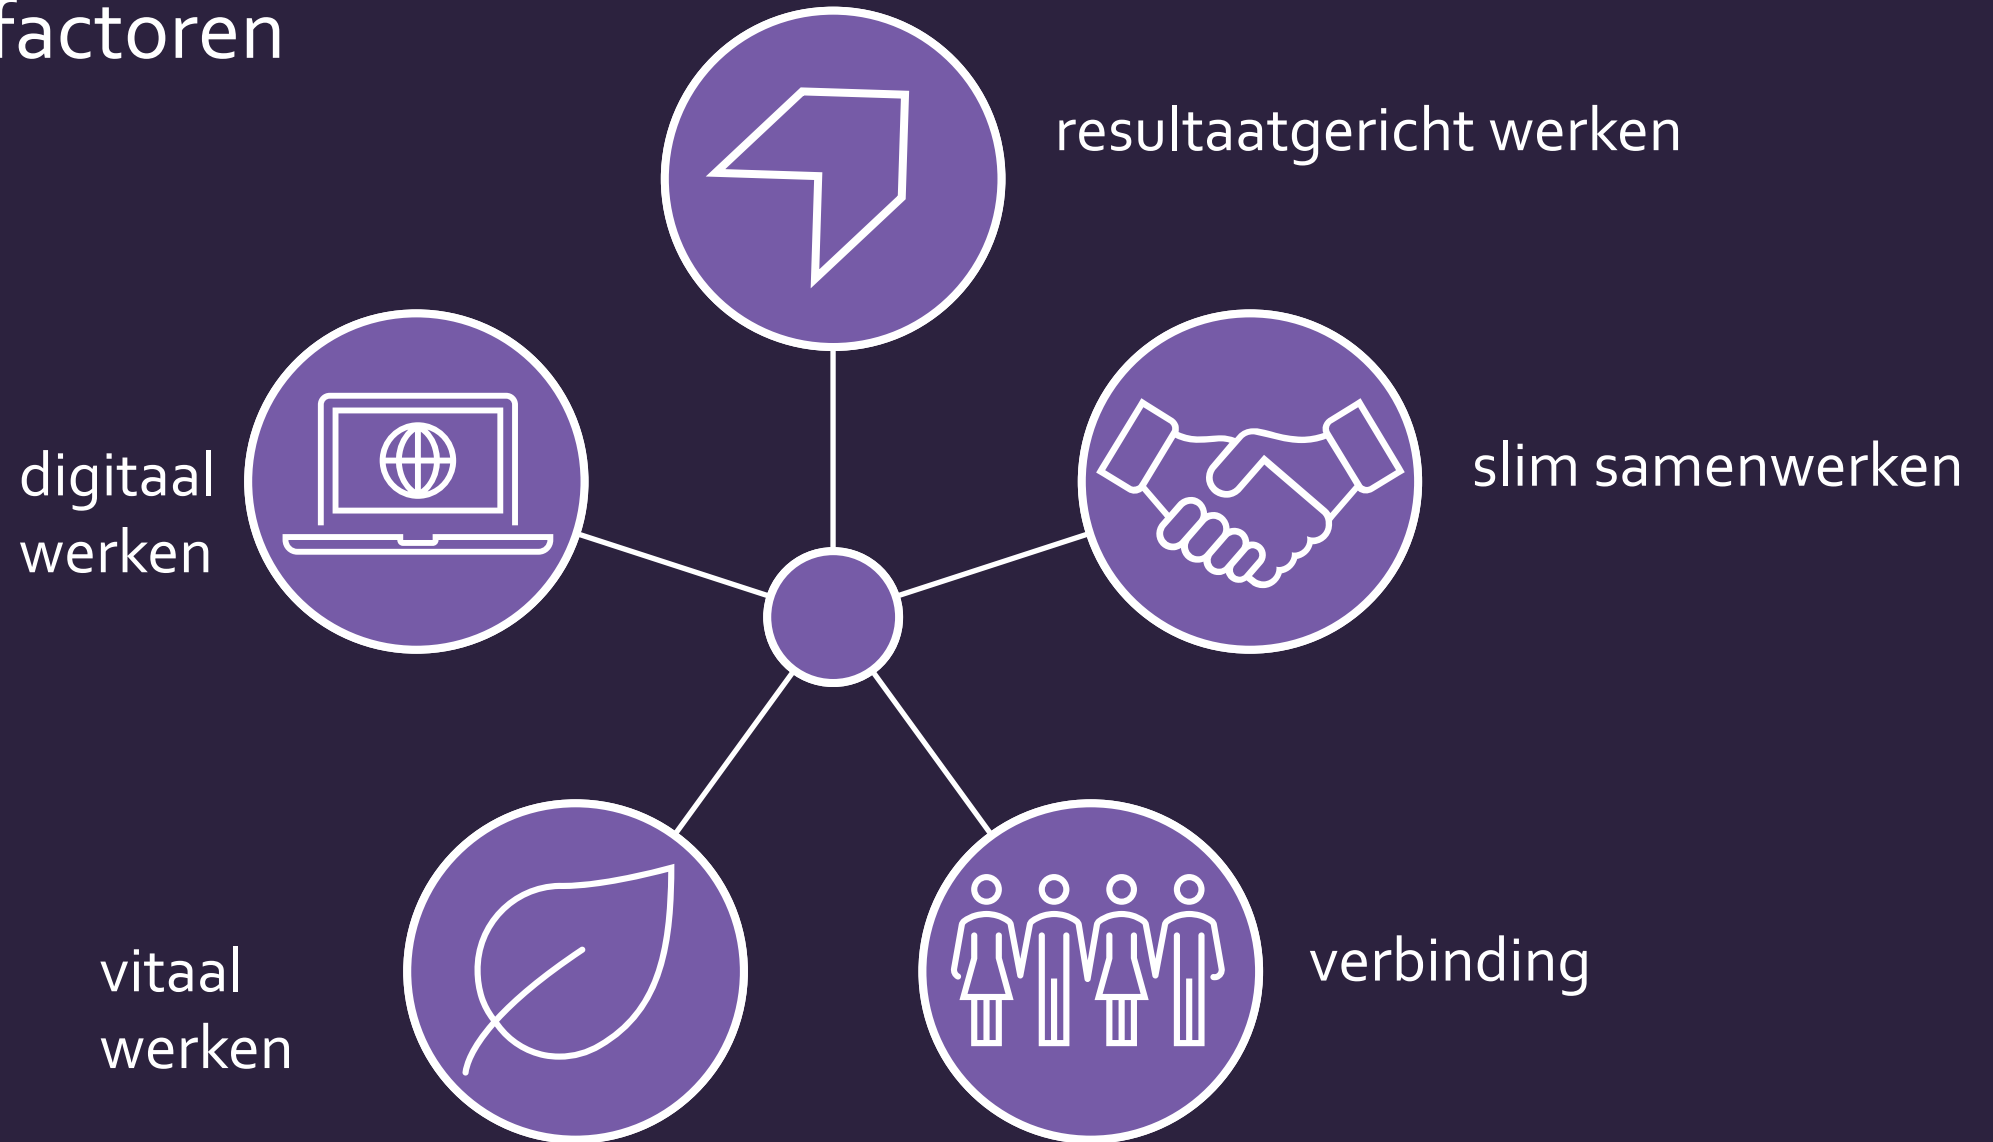 factoren
resultaatgericht werken
slim samenwerken
digitaal
werken
verbinding
vitaal
werken